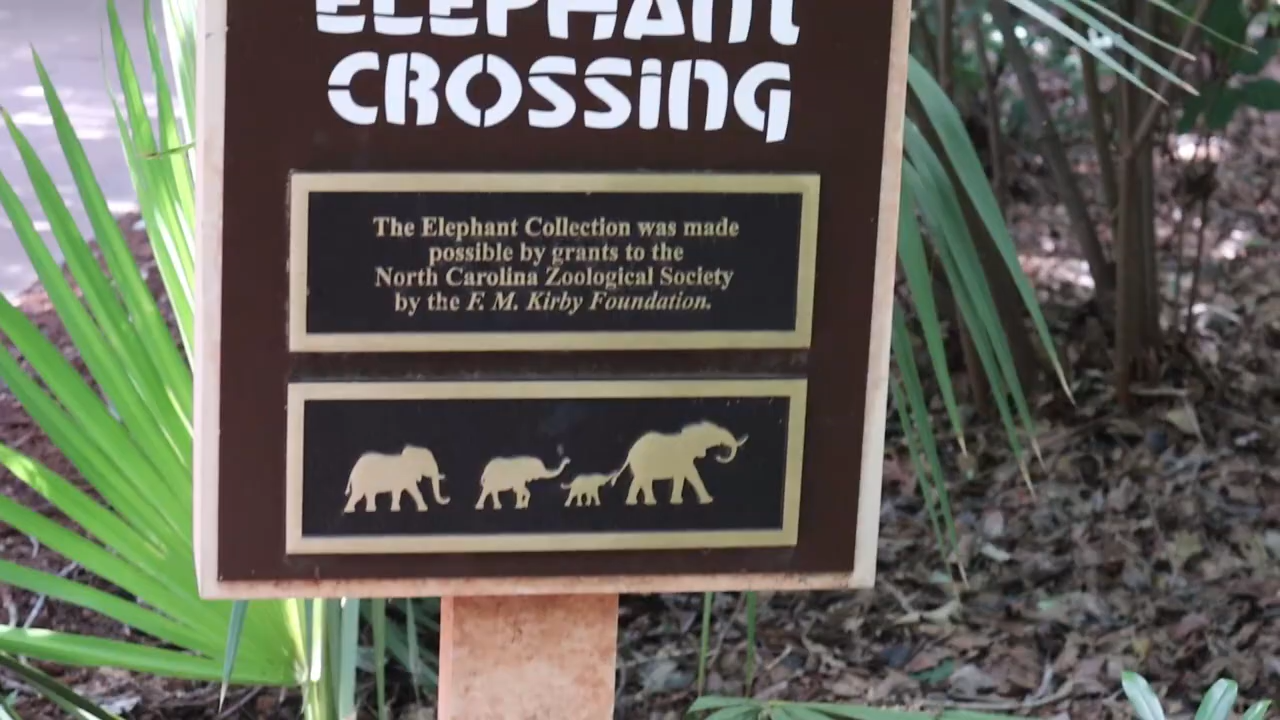 ELEPHANT
CROSSING
The Elephant Collection was made
possible by grants to the
North Carolina Zoological Society
by the F. M. Kirby Foundation.